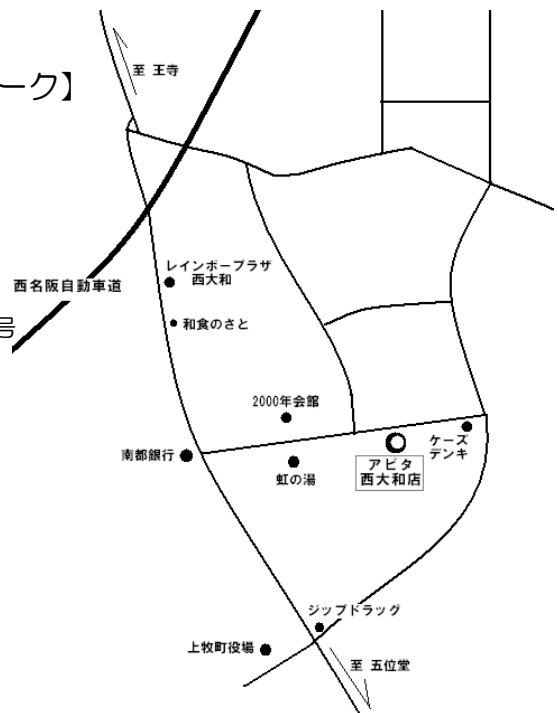 至 王寺
ーク】
西名阪自動車道
レインボープラザ
西大和
号
和食のさと
2000年会館
南都銀行
虹の湯
アピタ
西大和店
ケーズ
デンキ
ジップドラッグ
上牧町役場
至 五位堂